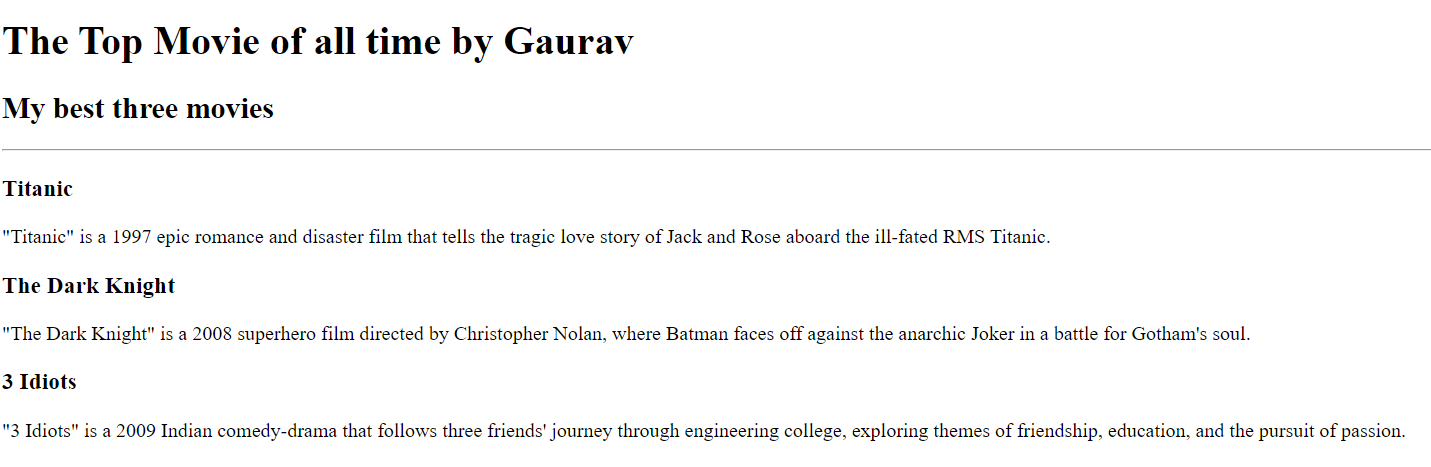 The Top Movie of all time by Gaurav
My best three movies
Titanic
"Titanic" is a 1997 epic romance and disaster film that tells the tragic love story of Jack and Rose aboard the ill-fated RMS Titanic.
The Dark Knight
"The Dark Knight" is a 2008 superhero film directed by Christopher Nolan, where Batman faces off against the anarchic Joker in a battle for Gotham's soul.
3 Idiots
"3 Idiots" is a 2009 Indian comedy-drama that follows three friends' journey through engineering college, exploring themes of friendship, education, and the pursuit of passion.